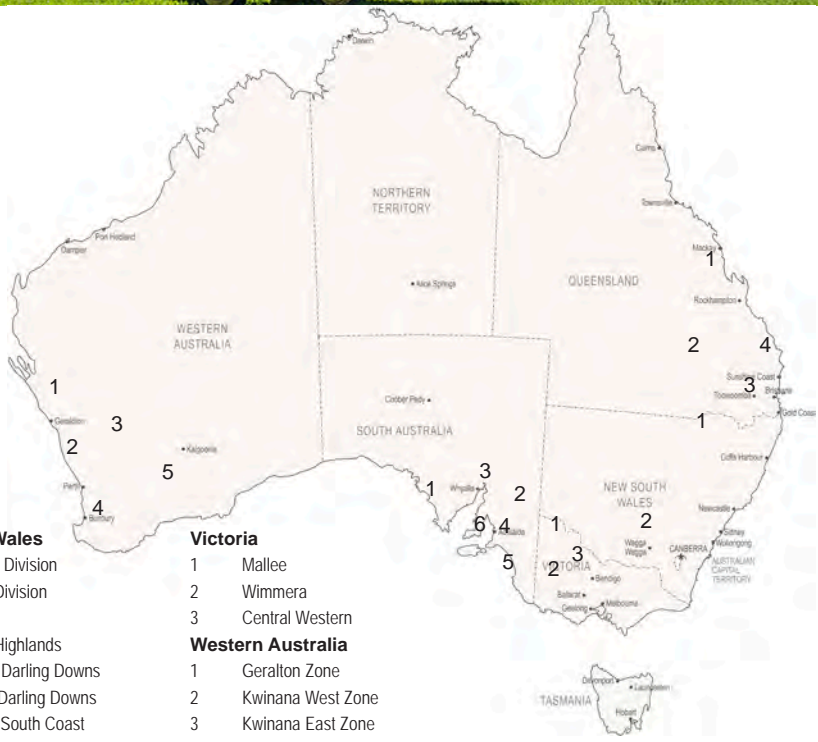 Darwin
Cairns
NORTHERN
TERRITORY
Townsville
Port Hedland
Dampier
Mackay
1
Alice Springs
QUEENSLAND
Rockhampton
WESTERN
AUSTRALIA
2
4
1
Sunshine Coast
3
Toowoomba
Brisbane
Coober Pedy
Geraldton
3
1
Gold Coast
SOUTH AUSTRALIA
2
Kalgoorlie
Coffs Harbour
5
3
1
Whyalla
2
NEW SOUTH
WALES
Perth
4
Bunbury
6
4
Adelaide
1
2
Newcastle
Sidney
Wollongong
Wagga
Wagga
CANBERRA
AUSTRALIAN
CAPITAL
TERRITORY
5
3
VICTORIA
2
Bendigo
Ballarat
Melbourne
Geelong
Devonport
Launceston
TASMANIA
Hobart
Wales
Division
Division
Highlands
Darling Downs
Darling Downs
South Coast
Victoria
1 Mallee
2 Wimmera
3 Central Western
Western Australia
1 Geralton Zone
2 Kwinana West Zone
3 Kwinana East Zone